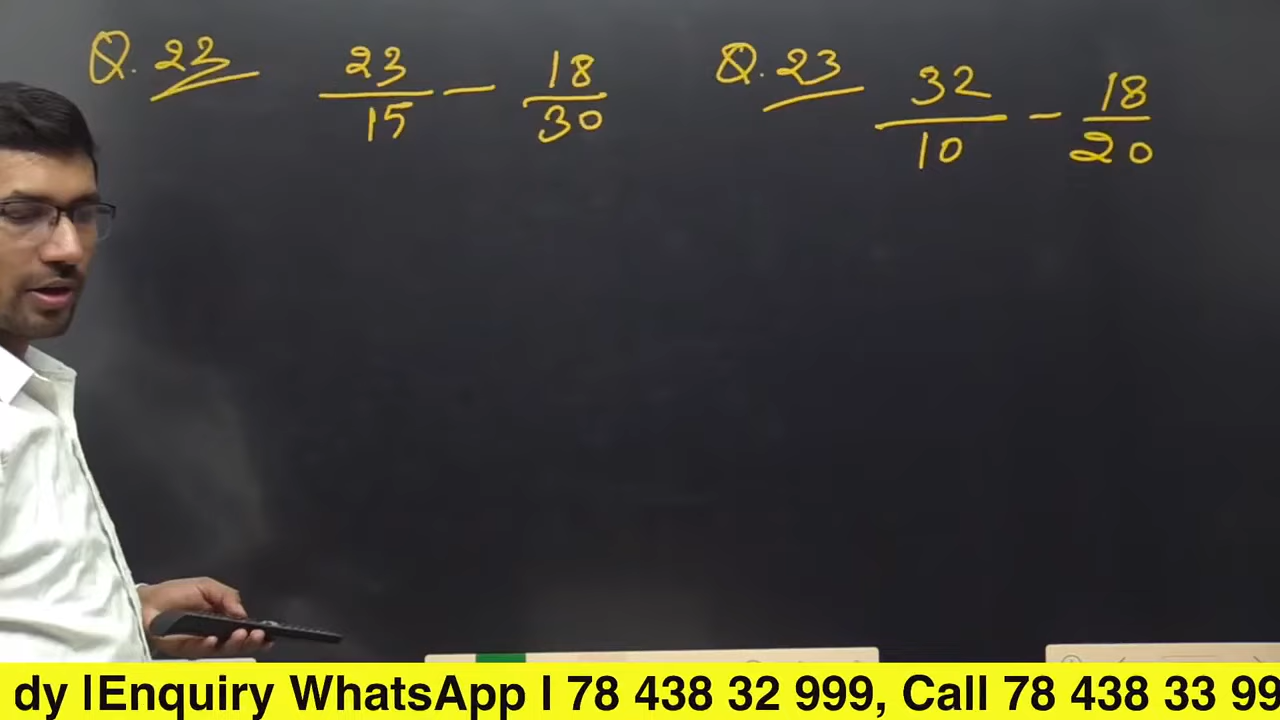 Q. 22 23/15 - 18/30
Q. 23 32/10 - 18/20
dy |Enquiry WhatsApp I 78 438 32 999, Call 78 438 33 99